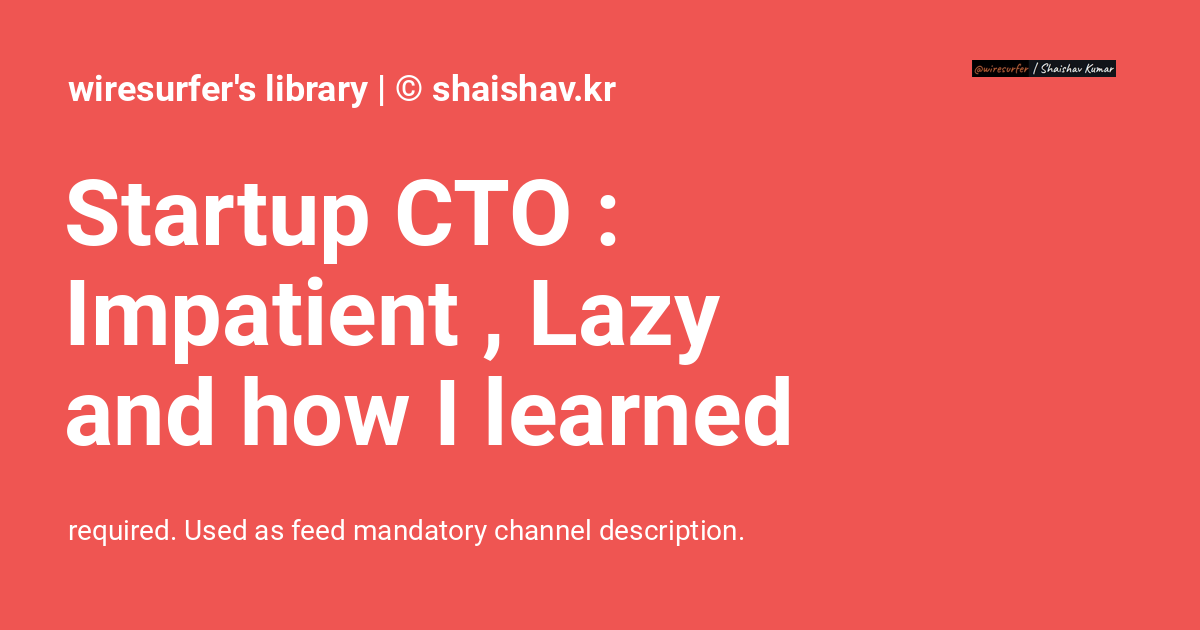 wiresurfer's library | © shaishav.kr
@wiresurfer | Shaishav Kumar
Startup CTO :
Impatient , Lazy
and how I learned
required. Used as feed mandatory channel description.